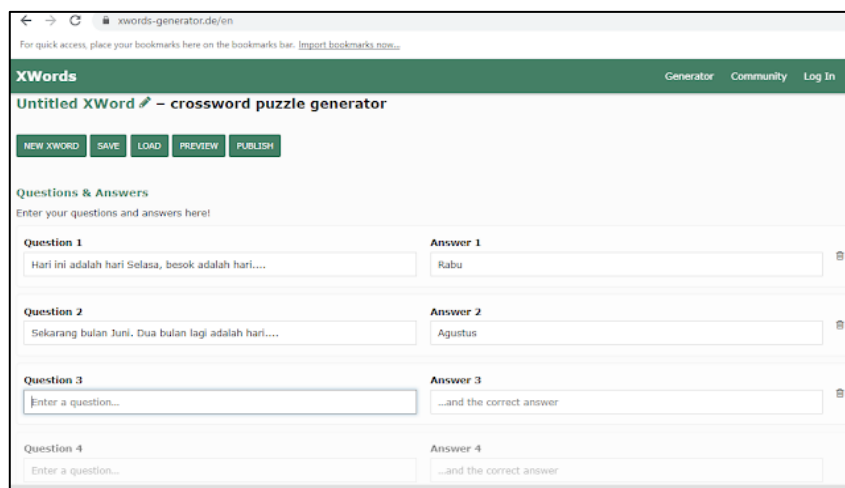 xwords-generator.de/en
For quick access, place your bookmarks here on the bookmarks bar. Import bookmarks now...
XWords Generator Community Log In
Untitled XWord – crossword puzzle generator
NEW XWORD SAVE LOAD PREVIEW PUBLISH
Questions & Answers
Enter your questions and answers here!
Question 1 Answer 1
Hari ini adalah hari Selasa, besok adalah hari.... Rabu
Question 2 Answer 2
Sekarang bulan Juni. Dua bulan lagi adalah hari.... Agustus
Question 3 Answer 3
Enter a question... ...and the correct answer
Question 4 Answer 4
Enter a question... ...and the correct answer